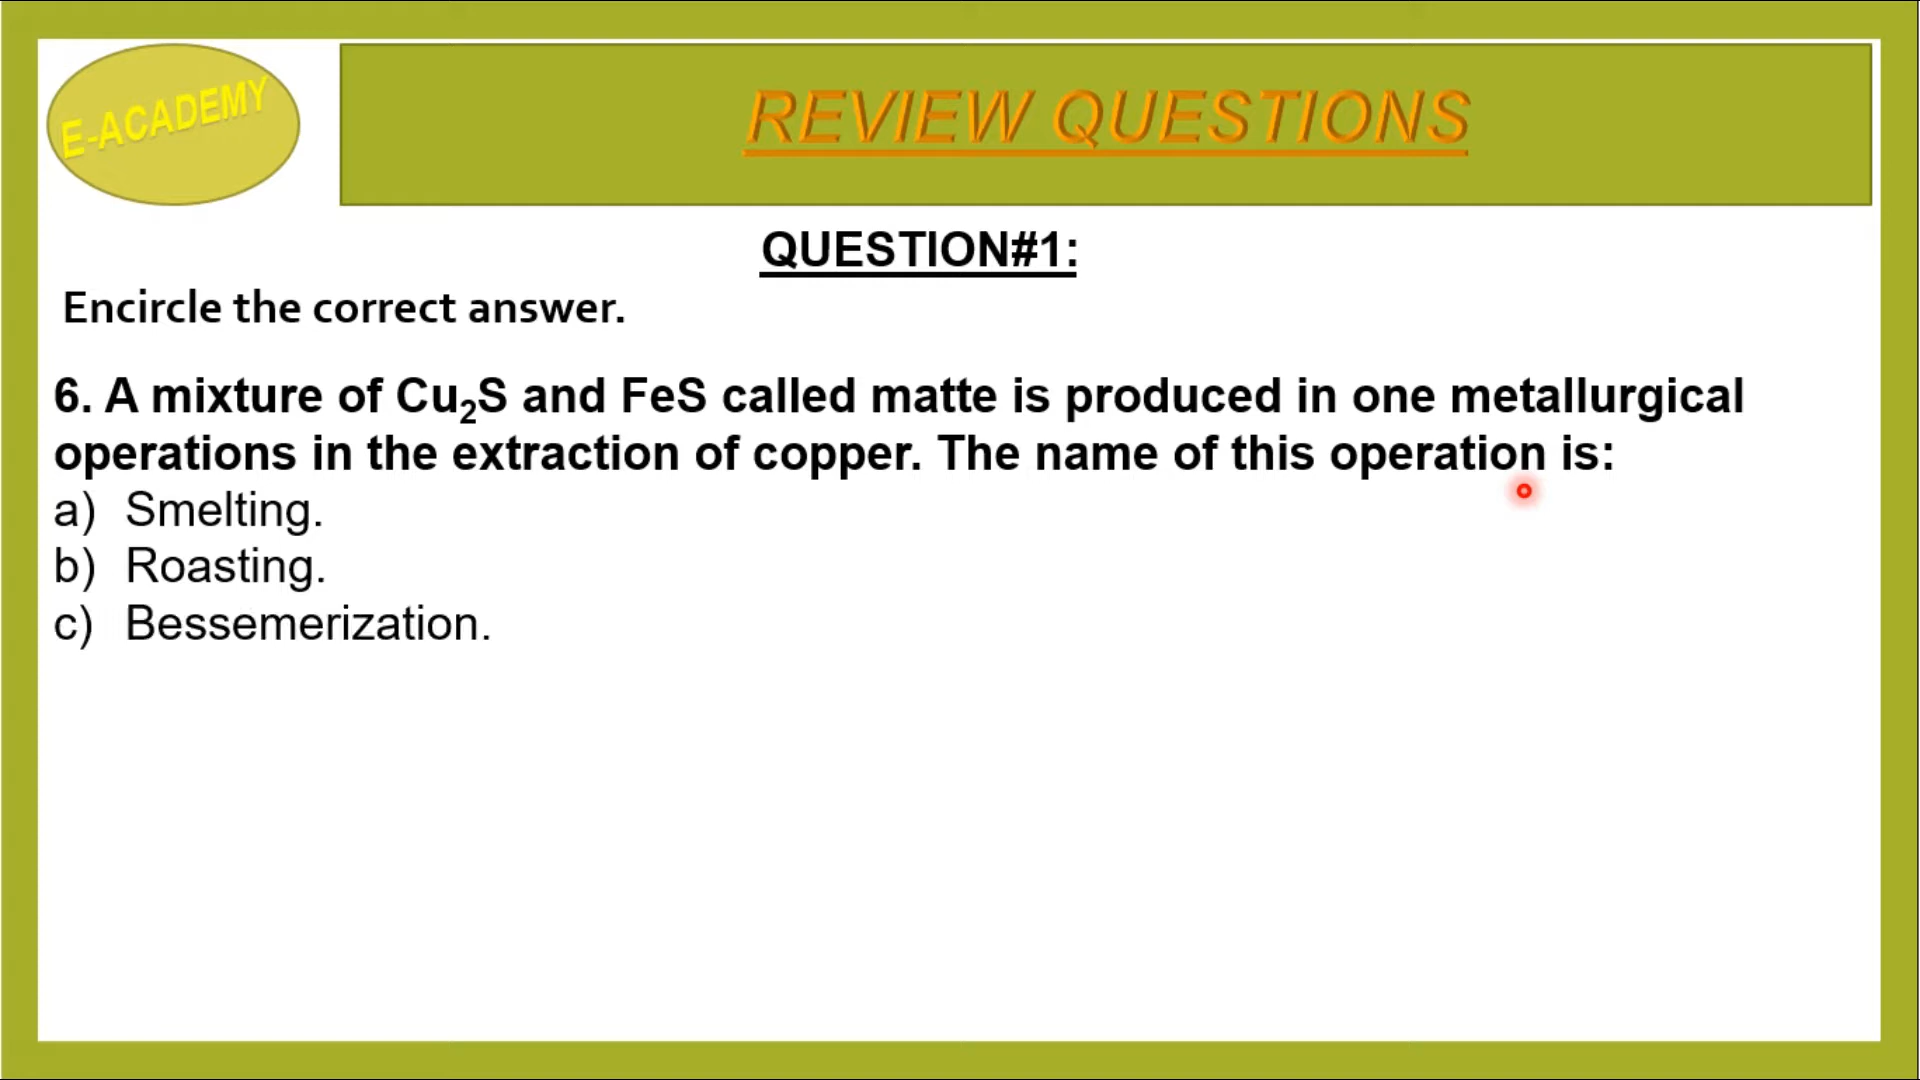 E-ACADEMY
REVIEW QUESTIONS
QUESTION#1:
Encircle the correct answer.
6. A mixture of Cu₂S and FeS called matte is produced in one metallurgical
operations in the extraction of copper. The name of this operation is:
a) Smelting.
b) Roasting.
c) Bessemerization.